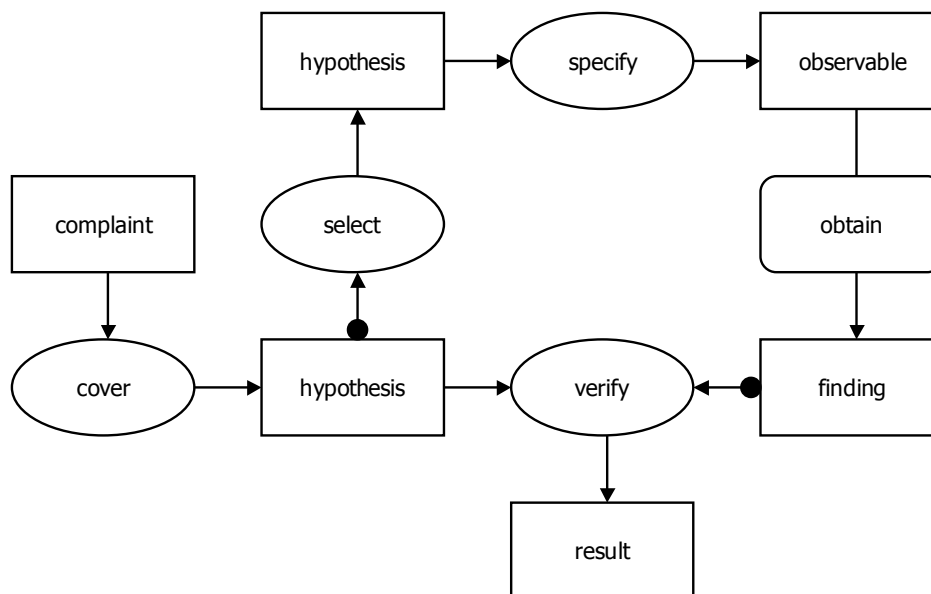 hypothesis
specify
observable
complaint
select
obtain
cover
hypothesis
verify
finding
result